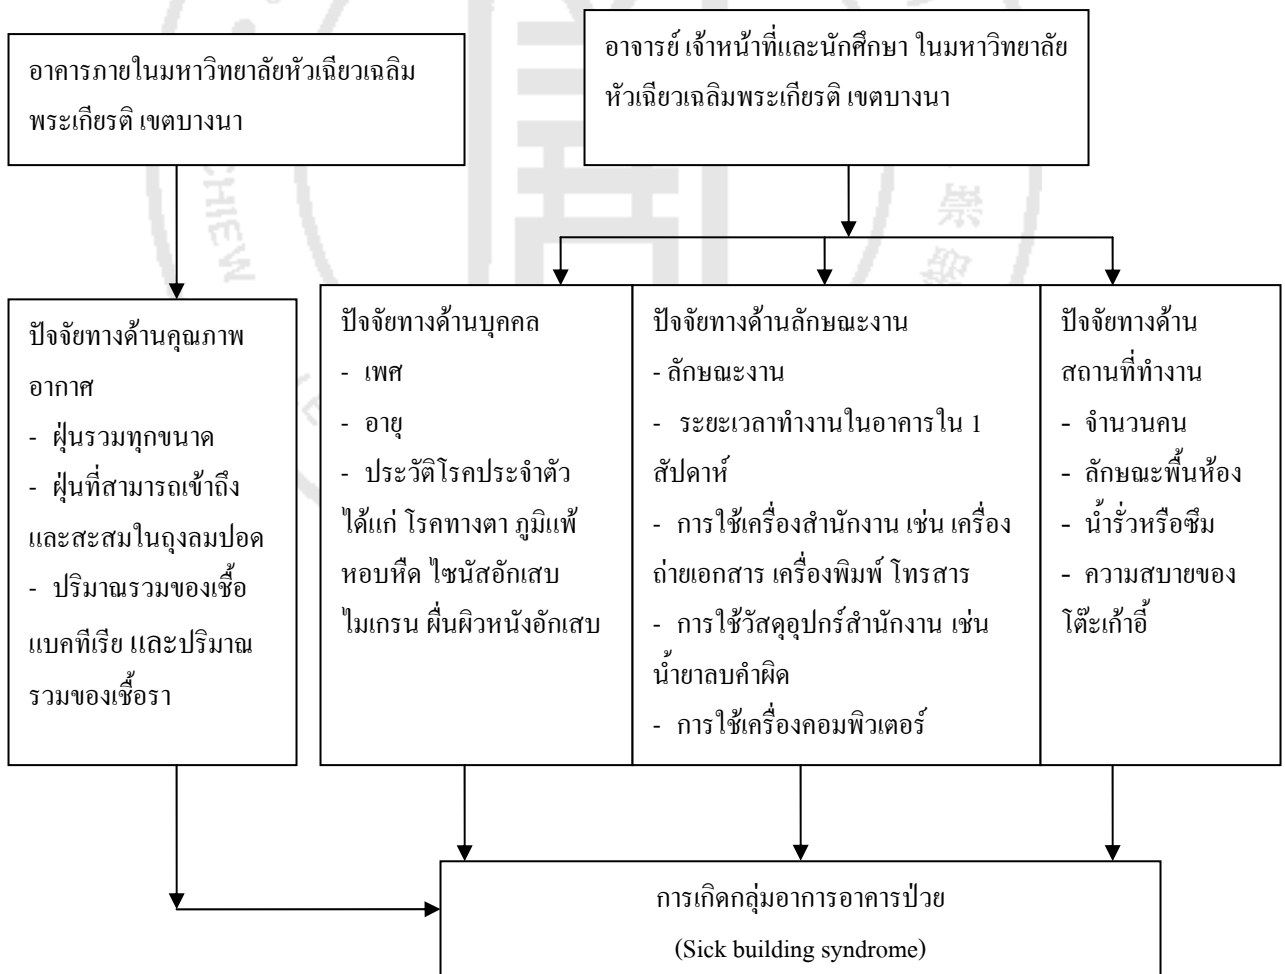 อาคารภายในมหาวิทยาลัยหัวเฉียวเฉลิม
พระเกียรติ เขตบางนา
อาจารย์ เจ้าหน้าที่และนักศึกษา ในมหาวิทยาลัย
หัวเฉียวเฉลิมพระเกียรติ เขตบางนา
CHIEW
崇
ปัจจัยทางด้านคุณภาพ
อากาศ
- ฝุ่นรวมทุกขนาด
- ฝุ่นที่สามารถเข้าถึง
และสะสมในถุงลมปอด
- ปริมาณรวมของเชื้อ
แบคทีเรีย และปริมาณ
รวมของเชื้อรา
ปัจจัยทางด้านบุคคล
- เพศ
- อายุ
- ประวัติโรคประจำตัว
ได้แก่ โรคทางตา ภูมิแพ้
หอบหืด ไซนัสอักเสบ
ไมเกรน ผื่นผิวหนังอักเสบ
ปัจจัยทางด้านลักษณะงาน
- ลักษณะงาน
- ระยะเวลาทำงานในอาคารใน 1
สัปดาห์
- การใช้เครื่องสำนักงาน เช่น เครื่อง
ถ่ายเอกสาร เครื่องพิมพ์ โทรสาร
- การใช้วัสดุอุปกร์สำนักงาน เช่น
น้ำยาลบคำผิด
- การใช้เครื่องคอมพิวเตอร์
ปัจจัยทางด้าน
สถานที่ทำงาน
- จำนวนคน
- ลักษณะพื้นห้อง
- น้ำรั่วหรือซึม
- ความสบายของ
โต๊ะเก้าอี้
การเกิดกลุ่มอาการอาคารป่วย
(Sick building syndrome)